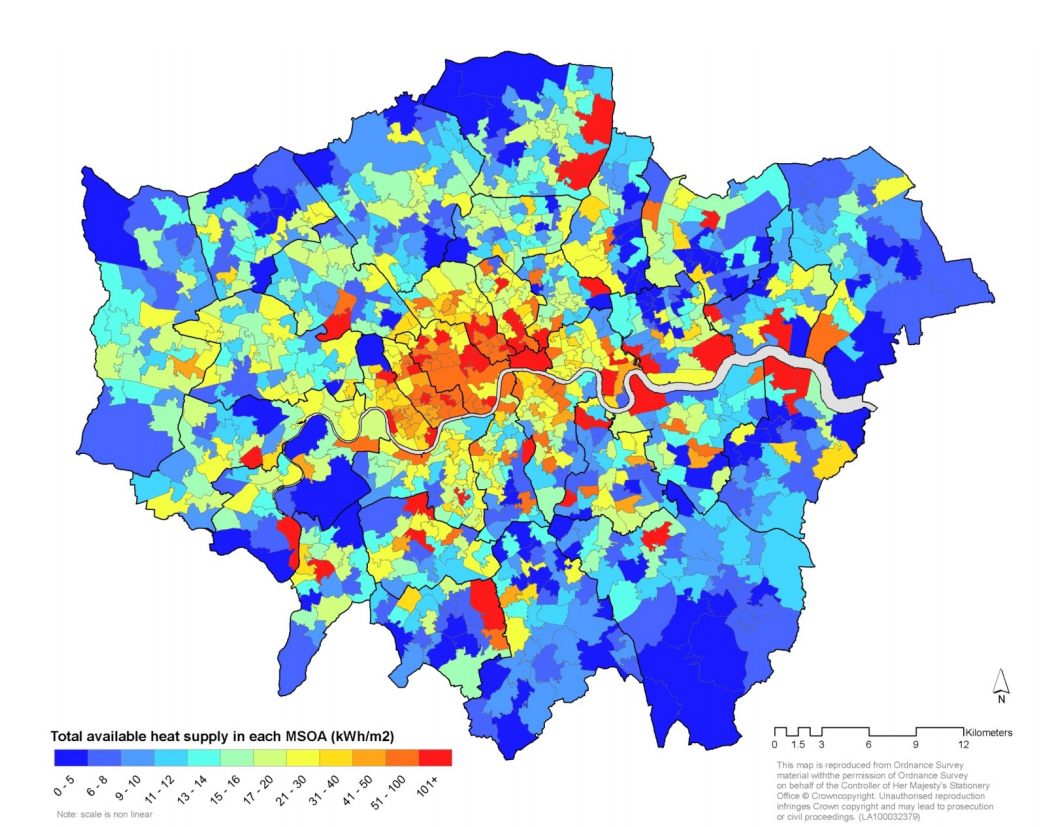 Total available heat supply in each MSOA (kWh/m2)
0 - 5
6 - 8
9 - 10
11 - 12
13 - 14
15 - 16
17 - 20
21 - 30
31 - 40
41 - 50
51 - 100
101+
Note: scale is non linear
N
Kilometers
0 1.5 3 6 9 12
This map is reproduced from Ordnance Survey
material withthe permission of Ordnance Survey
on behalf of the Controller of Her Majesty's Stationery
Office © Crowncopyright. Unauthorised reproduction
infringes Crown copyright and may lead to prosecution
or civil proceedings. (LA100032379)